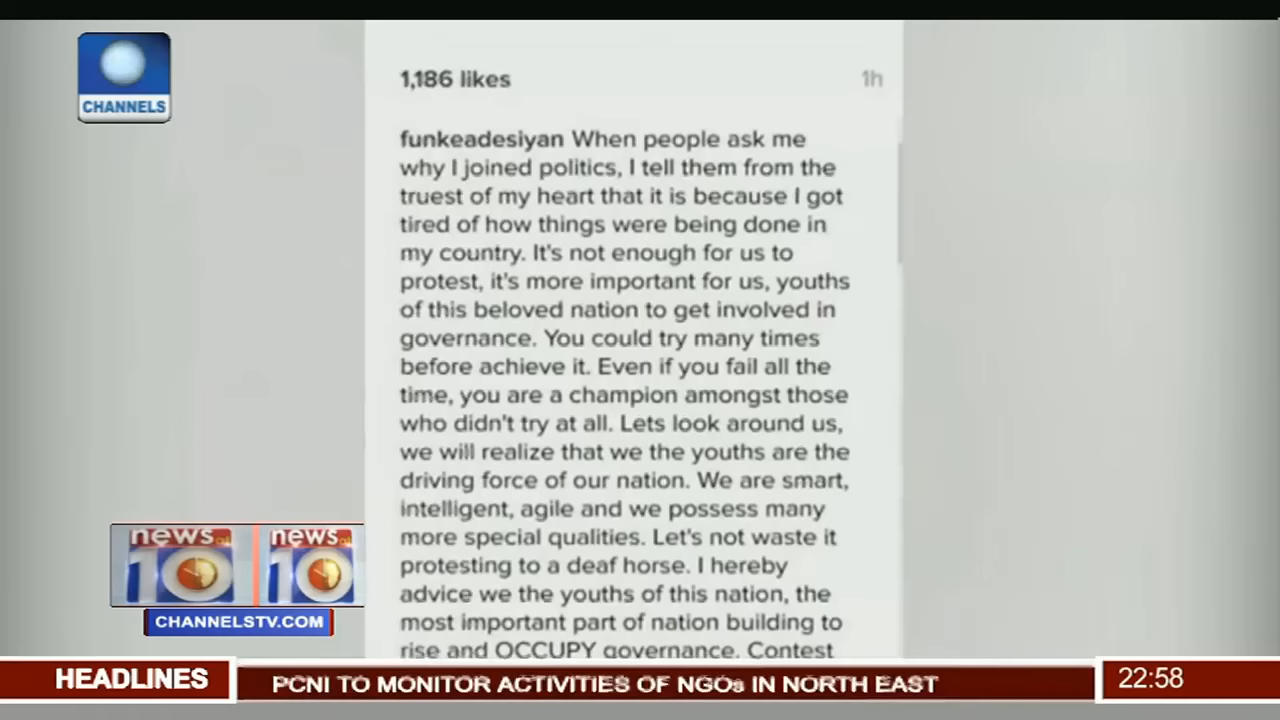 CHANNELS
1,186 likes 1h
funkeadesiyan When people ask me
why I joined politics, I tell them from the
truest of my heart that it is because I got
tired of how things were being done in
my country. It's not enough for us to
protest, it's more important for us, youths
of this beloved nation to get involved in
governance. You could try many times
before achieve it. Even if you fail all the
time, you are a champion amongst those
who didn't try at all. Lets look around us,
we will realize that we the youths are the
driving force of our nation. We are smart,
intelligent, agile and we possess many
more special qualities. Let's not waste it
protesting to a deaf horse. I hereby
advice we the youths of this nation, the
most important part of nation building to
rise and OCCUPY governance. Contest
news at 10 news at 10
CHANNELSTV.COM
HEADLINES PCNI TO MONITOR ACTIVITIES OF NGOs IN NORTH EAST 22:58